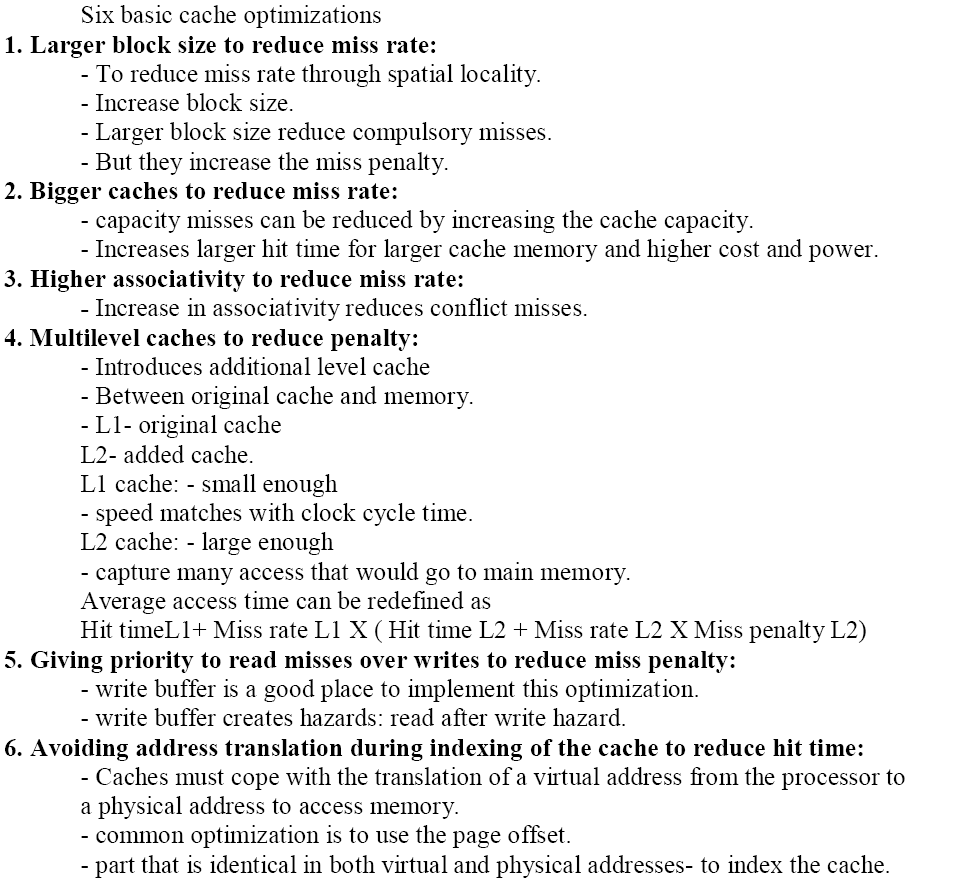 Six basic cache optimizations
1. Larger block size to reduce miss rate:
- To reduce miss rate through spatial locality.
- Increase block size.
- Larger block size reduce compulsory misses.
- But they increase the miss penalty.
2. Bigger caches to reduce miss rate:
- capacity misses can be reduced by increasing the cache capacity.
- Increases larger hit time for larger cache memory and higher cost and power.
3. Higher associativity to reduce miss rate:
- Increase in associativity reduces conflict misses.
4. Multilevel caches to reduce penalty:
- Introduces additional level cache
- Between original cache and memory.
- L1- original cache
L2- added cache.
L1 cache: - small enough
- speed matches with clock cycle time.
L2 cache: - large enough
- capture many access that would go to main memory.
Average access time can be redefined as
Hit timeL1+ Miss rate L1 X ( Hit time L2 + Miss rate L2 X Miss penalty L2)
5. Giving priority to read misses over writes to reduce miss penalty:
- write buffer is a good place to implement this optimization.
- write buffer creates hazards: read after write hazard.
6. Avoiding address translation during indexing of the cache to reduce hit time:
- Caches must cope with the translation of a virtual address from the processor to
a physical address to access memory.
- common optimization is to use the page offset.
- part that is identical in both virtual and physical addresses- to index the cache.